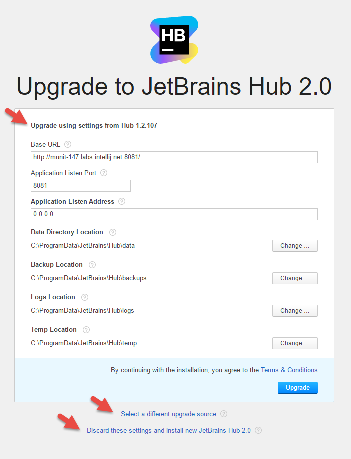 HB
Upgrade to JetBrains Hub 2.0
Upgrade using settings from Hub 1.2.107
Base URL ?
http://munit-147.labs.intellij.net:8081/
Application Listen Port ?
8081
Application Listen Address ?
0.0.0.0
Data Directory Location ?
C:\ProgramData\JetBrains\Hub\data
Change ...
Backup Location ?
C:\ProgramData\JetBrains\Hub\backups
Change ...
Logs Location ?
C:\ProgramData\JetBrains\Hub\logs
Change ...
Temp Location ?
C:\ProgramData\JetBrains\Hub\temp
Change ...
By continuing with the installation, you agree to the Terms & Conditions
Upgrade
Select a different upgrade source ?
Discard these settings and install new JetBrains Hub 2.0 ?